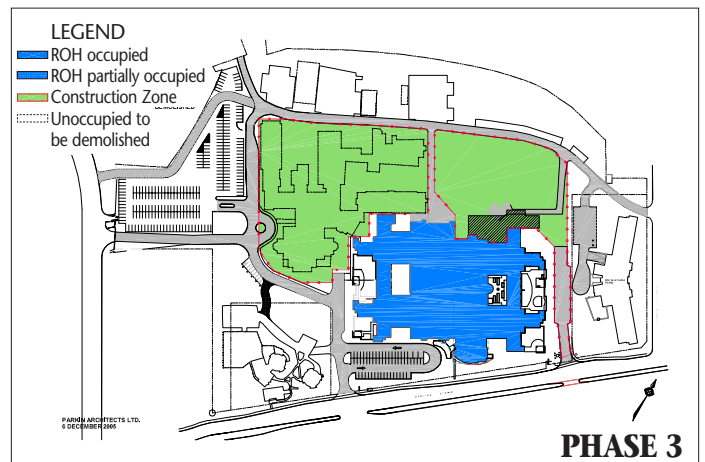 LEGEND
ROH occupied
ROH partially occupied
Construction Zone
Unoccupied to
be demolished
PARKIN ARCHITECTS LTD.
6 DECEMBER 2005
PHASE 3